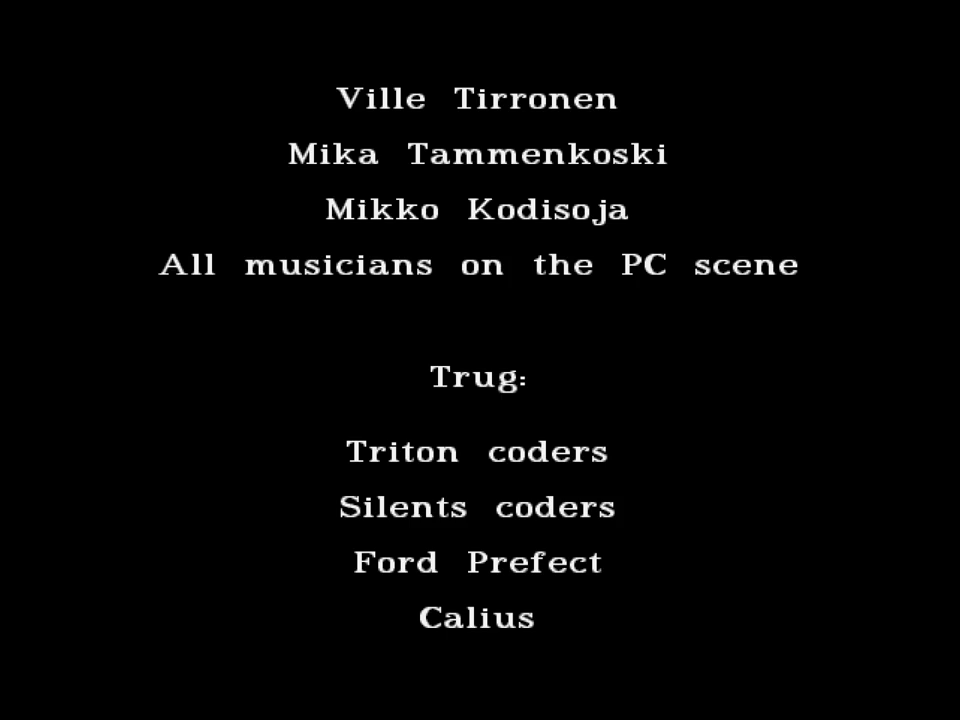 Ville Tirronen
Mika Tammenkoski
Mikko Kodisoja
All musicians on the PC scene
Trug:
Triton coders
Silents coders
Ford Prefect
Calius